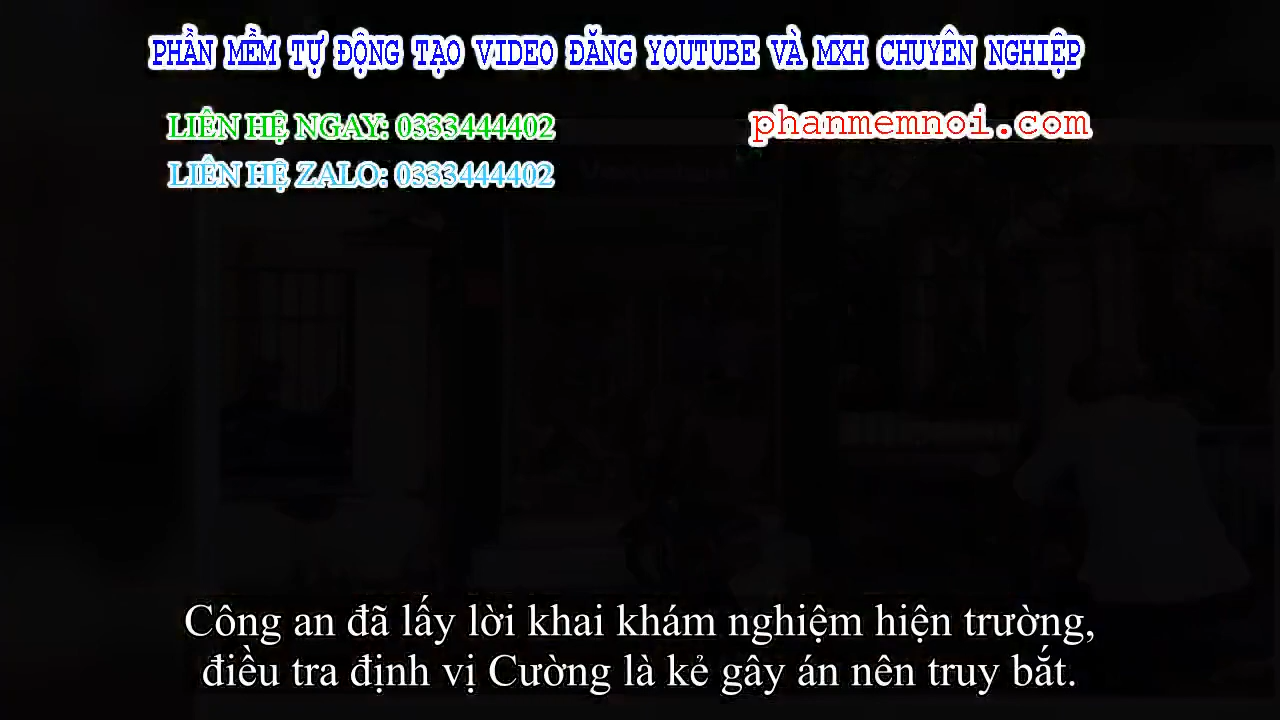 PHẦN MỀM TỰ ĐỘNG TẠO VIDEO ĐĂNG YOUTUBE VÀ MXH CHUYÊN NGHIỆP
LIÊN HỆ NGAY: 0333444402
phanmemnoi.com
LIÊN HỆ ZALO: 0333444402
Công an đã lấy lời khai khám nghiệm hiện trường,
điều tra định vị Cường là kẻ gây án nên truy bắt.